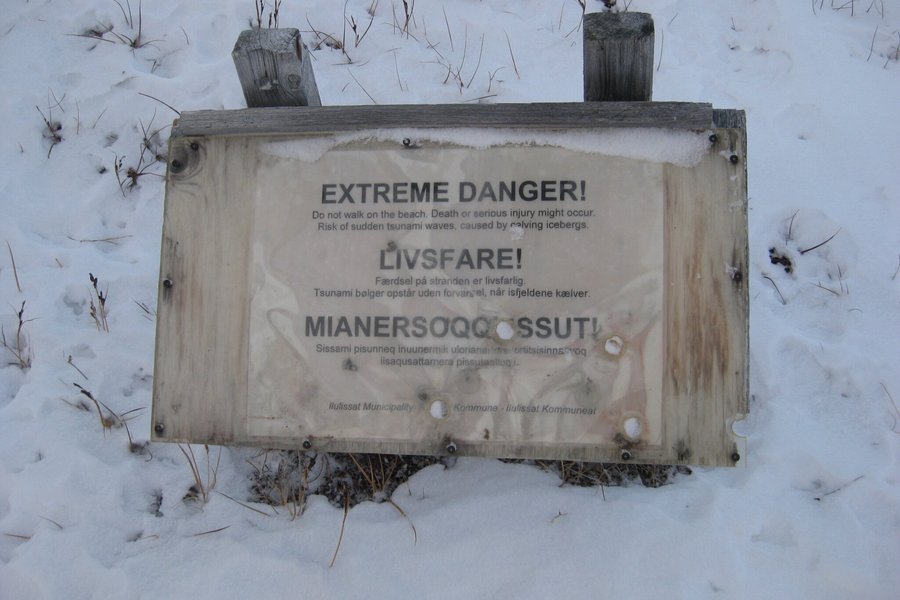 EXTREME DANGER!
Do not walk on the beach. Death or serious injury might occur.
Risk of sudden tsunami waves, caused by calving icebergs.
LIVSFARE!
Færdsel på stranden er livsfarlig.
Tsunami bølger opstår uden forvarsel, når isfjeldene kælver.
Sissami pisunneq inuunermik
Ilulissat Municipality Kommune - Ilulissat Kommuneat